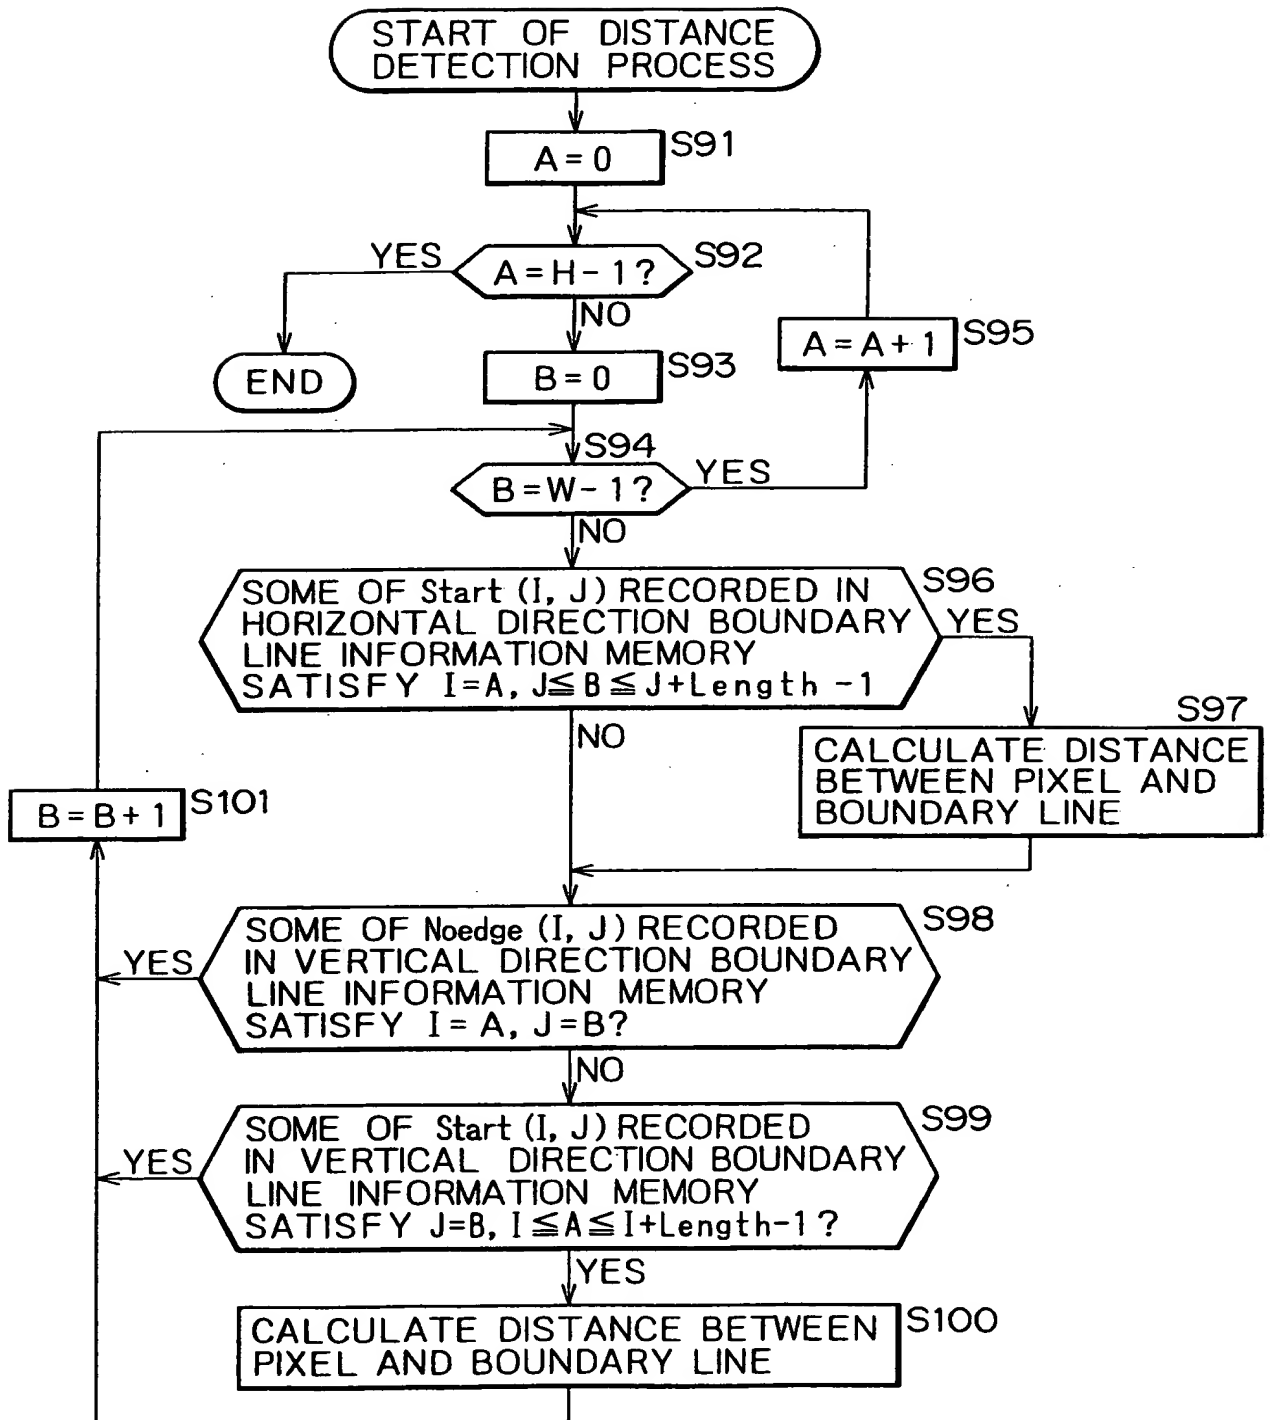 START OF DISTANCE
DETECTION PROCESS
A=0
S91
A=H-1?
S92
YES
NO
END
B=0
S93
A=A+1
S95
S94
B=W-1?
YES
NO
SOME OF Start (I, J) RECORDED IN
HORIZONTAL DIRECTION BOUNDARY
LINE INFORMATION MEMORY
SATISFY I=A, J≦B≦J+Length-1
S96
YES
NO
S97
CALCULATE DISTANCE
BETWEEN PIXEL AND
BOUNDARY LINE
B=B+1
S101
SOME OF Noedge (I, J) RECORDED
IN VERTICAL DIRECTION BOUNDARY
LINE INFORMATION MEMORY
SATISFY I=A, J=B?
S98
YES
NO
SOME OF Start (I, J) RECORDED
IN VERTICAL DIRECTION BOUNDARY
LINE INFORMATION MEMORY
SATISFY J=B, I≦A≦I+Length-1?
S99
YES
YES
CALCULATE DISTANCE BETWEEN
PIXEL AND BOUNDARY LINE
S100